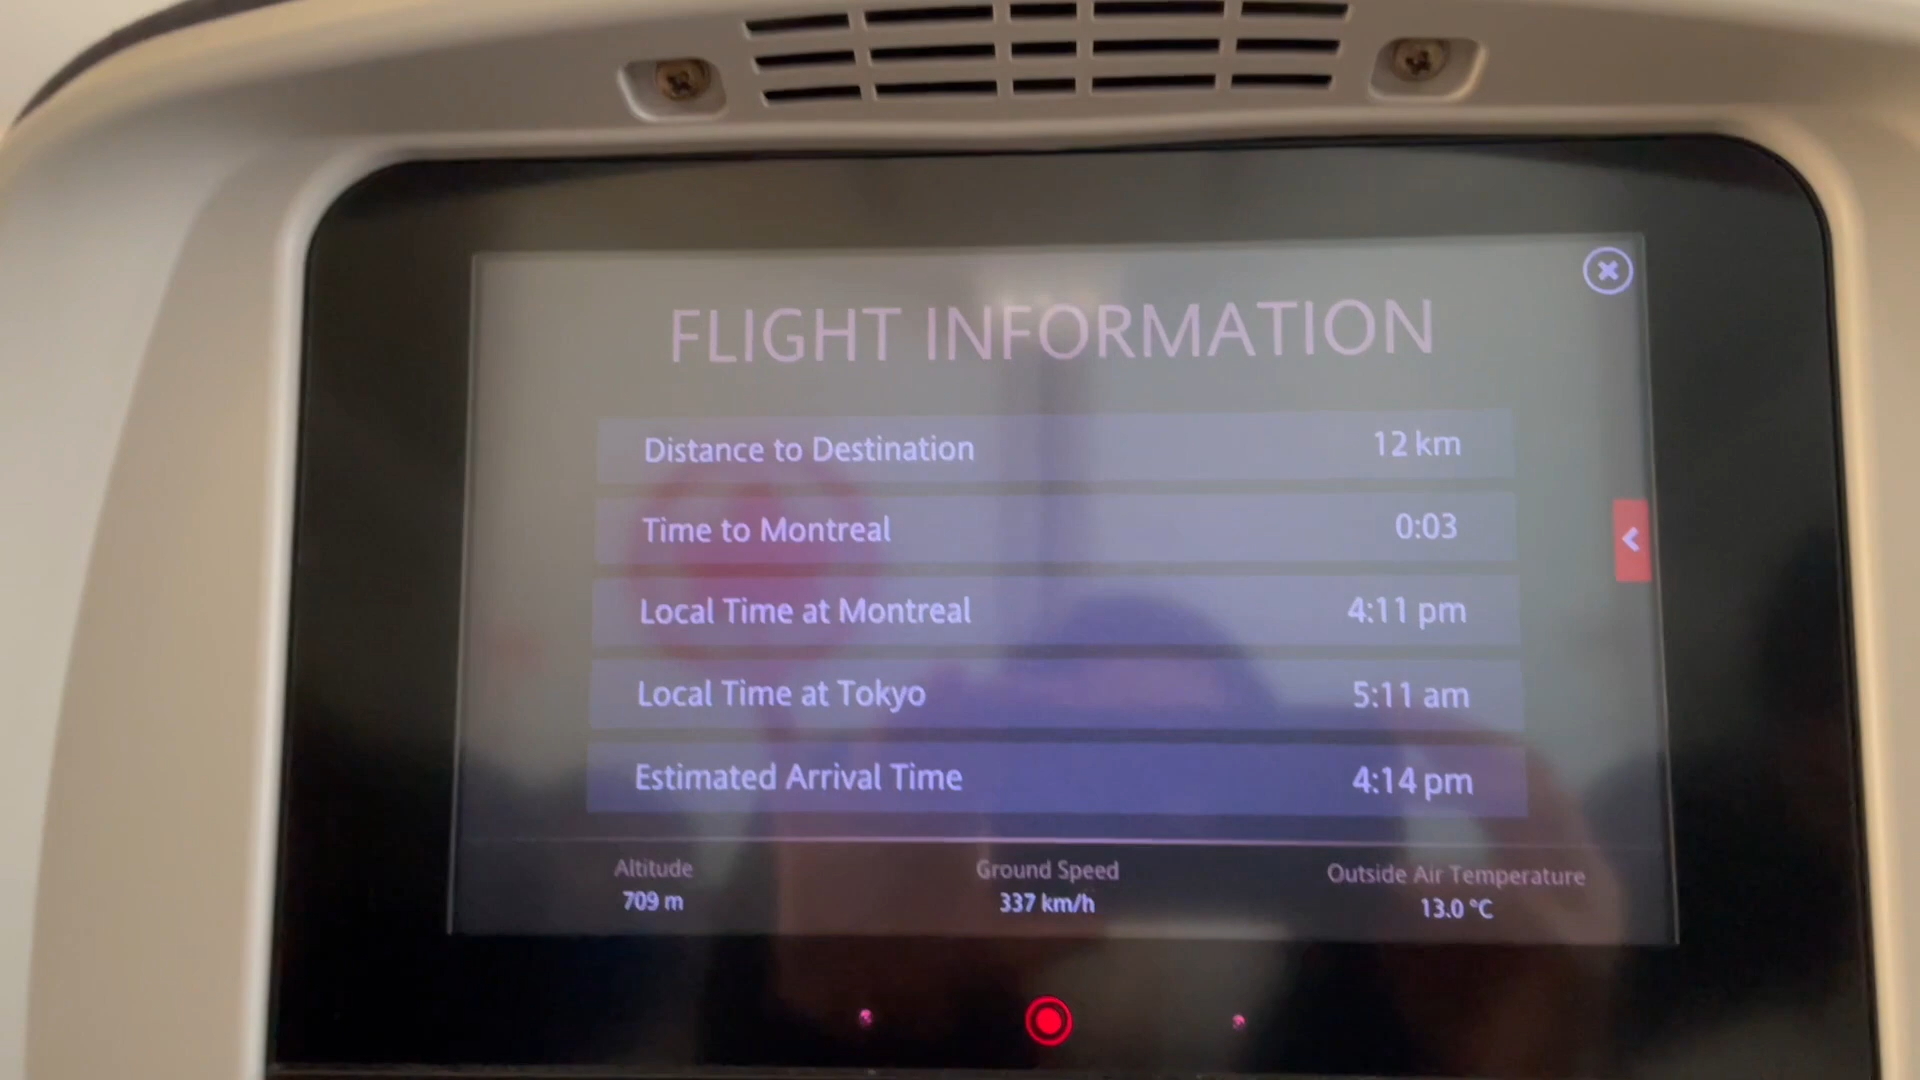 FLIGHT INFORMATION
Distance to Destination 12 km
Time to Montreal 0:03
Local Time at Montreal 4:11 pm
Local Time at Tokyo 5:11 am
Estimated Arrival Time 4:14 pm
Altitude Ground Speed Outside Air Temperature
709 m 337 km/h 13.0 °C